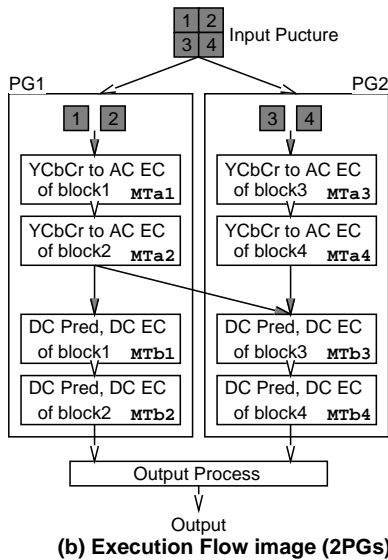 1 2
3 4
Input Pucture
PG1
PG2
1 2
3 4
YCbCr to AC EC
of block1 MTa1
YCbCr to AC EC
of block3 MTa3
YCbCr to AC EC
of block2 MTa2
YCbCr to AC EC
of block4 MTa4
DC Pred, DC EC
of block1 MTb1
DC Pred, DC EC
of block3 MTb3
DC Pred, DC EC
of block2 MTb2
DC Pred, DC EC
of block4 MTb4
Output Process
Output
(b) Execution Flow image (2PGs)